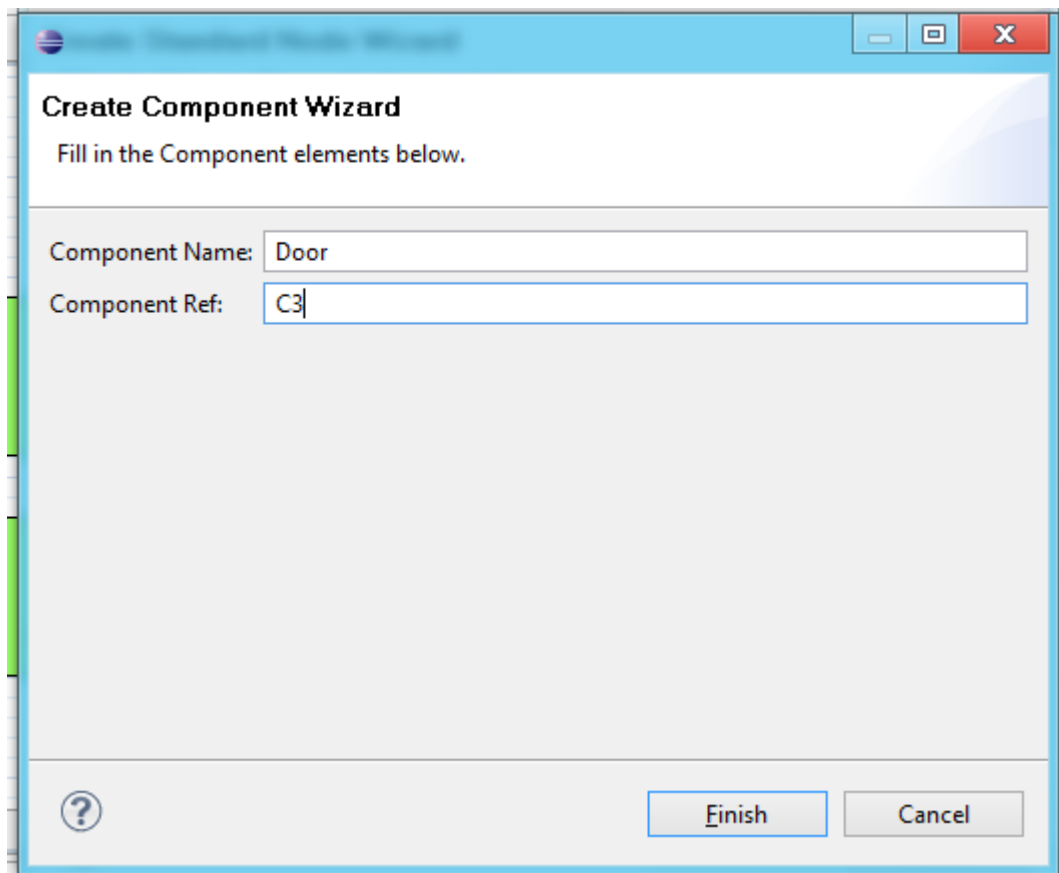 Create Component Wizard
Fill in the Component elements below.
Component Name: Door
Component Ref: C3
Finish Cancel